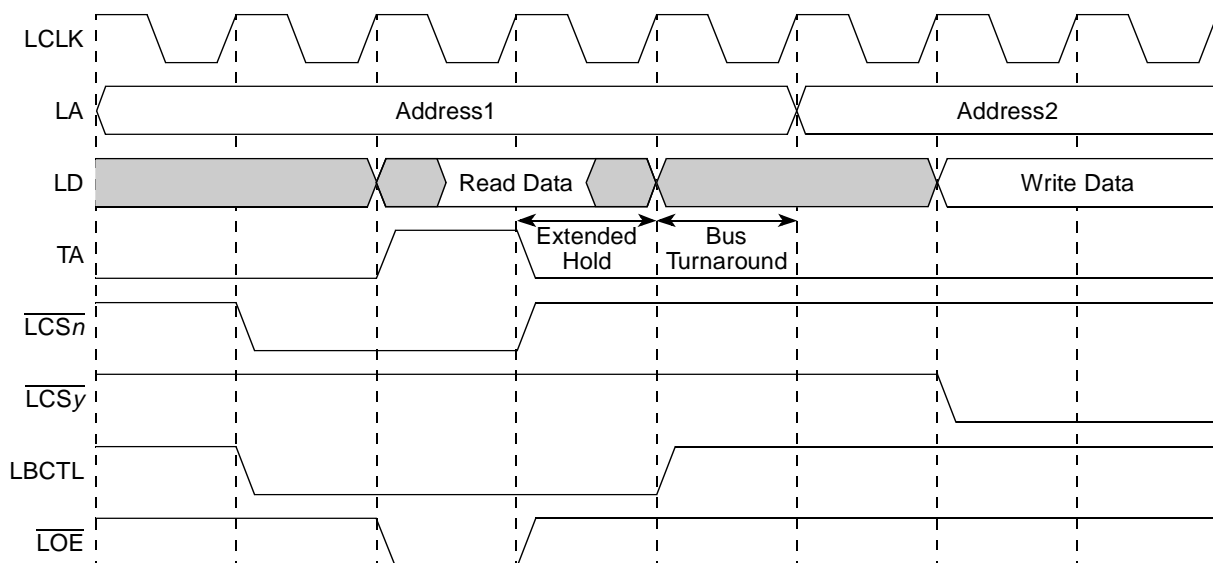 LCLK
LA Address1 Address2
LD Read Data Write Data
Extended Hold Bus Turnaround
TA
LCSn
LCSy
LBCTL
LOE